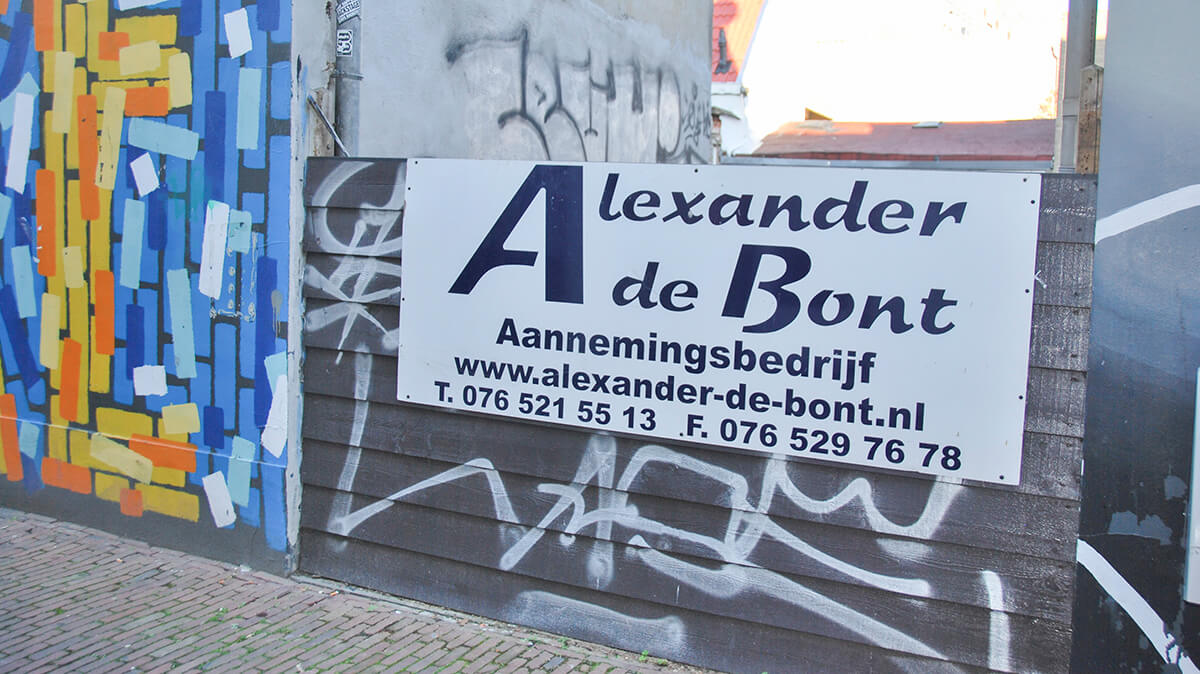 Alexander
de Bont
Aannemingsbedrijf
www.alexander-de-bont.nl
T. 076 521 55 13 F. 076 529 76 78